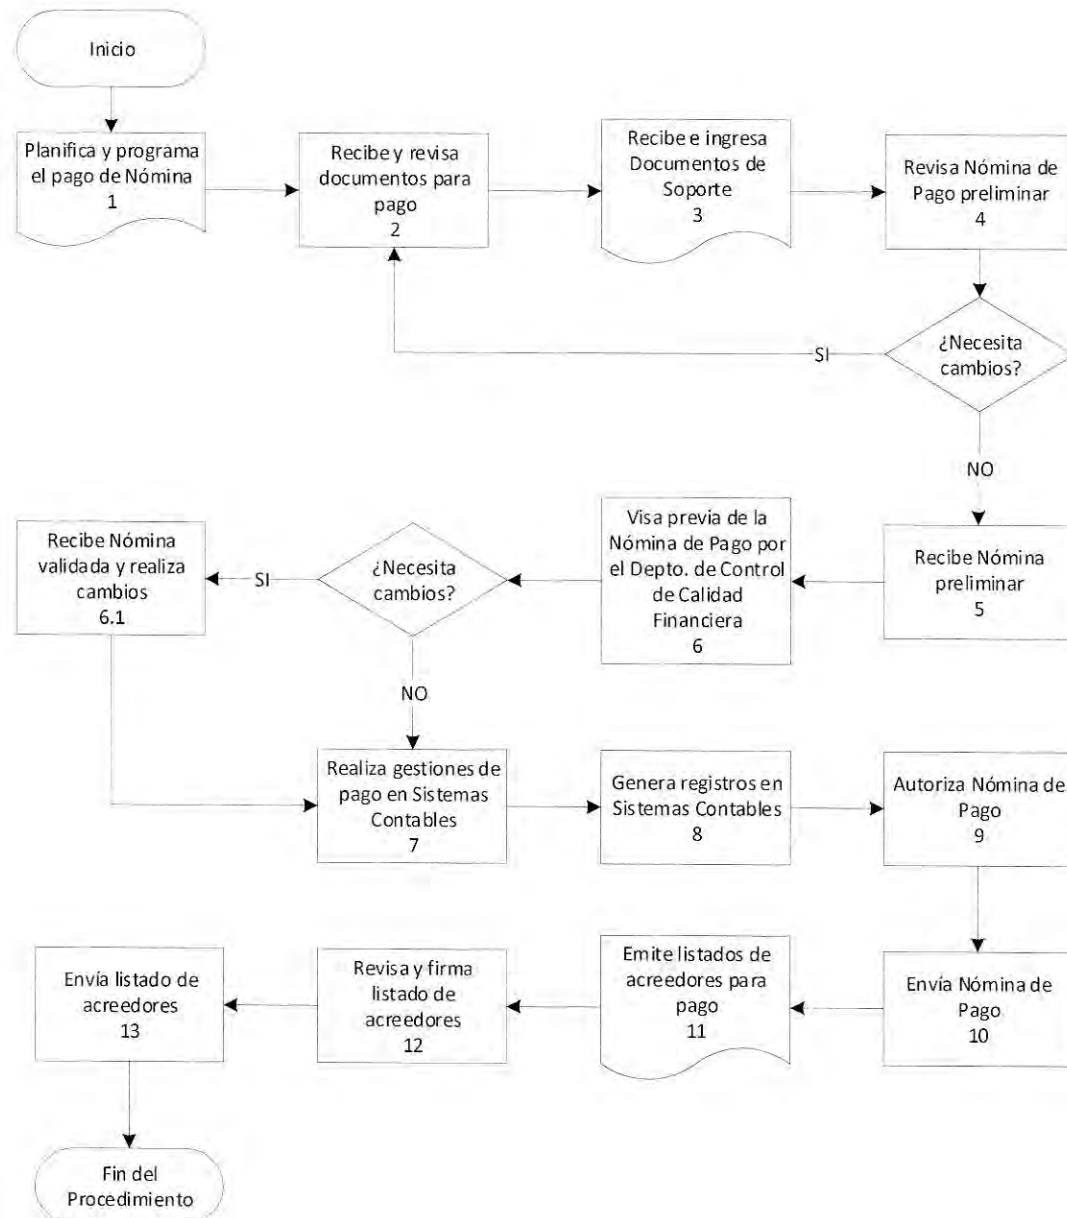 Inicio
Planifica y programa
el pago de Nómina
1
Recibe y revisa
documentos para
pago
2
Recibe e ingresa
Documentos de
Soporte
3
Revisa Nómina de
Pago preliminar
4
¿Necesita
cambios?
SI
NO
Recibe Nómina
preliminar
5
Visa previa de la
Nómina de Pago por
el Depto. de Control
de Calidad
Financiera
6
¿Necesita
cambios?
SI
NO
Recibe Nómina
validada y realiza
cambios
6.1
Realiza gestiones de
pago en Sistemas
Contables
7
Genera registros en
Sistemas Contables
8
Autoriza Nómina de
Pago
9
Envía Nómina de
Pago
10
Emite listados de
acreedores para
pago
11
Revisa y firma
listado de
acreedores
12
Envía listado de
acreedores
13
Fin del
Procedimiento